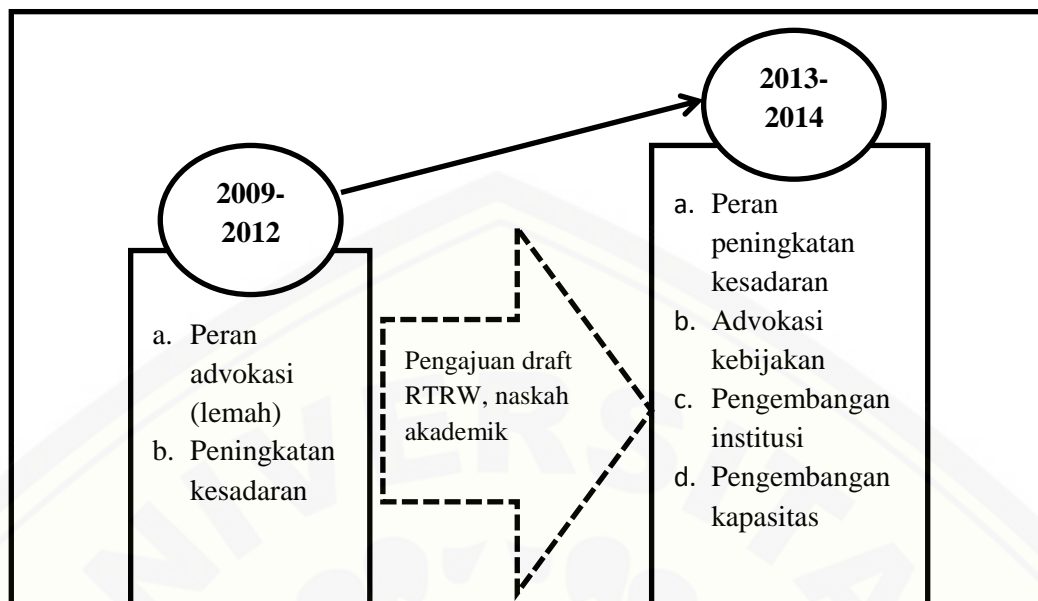 2009-
2012
a. Peran
advokasi
(lemah)
b. Peningkatan
kesadaran
Pengajuan draft
RTRW, naskah
akademik
2013-
2014
a. Peran
peningkatan
kesadaran
b. Advokasi
kebijakan
c. Pengembangan
institusi
d. Pengembangan
kapasitas